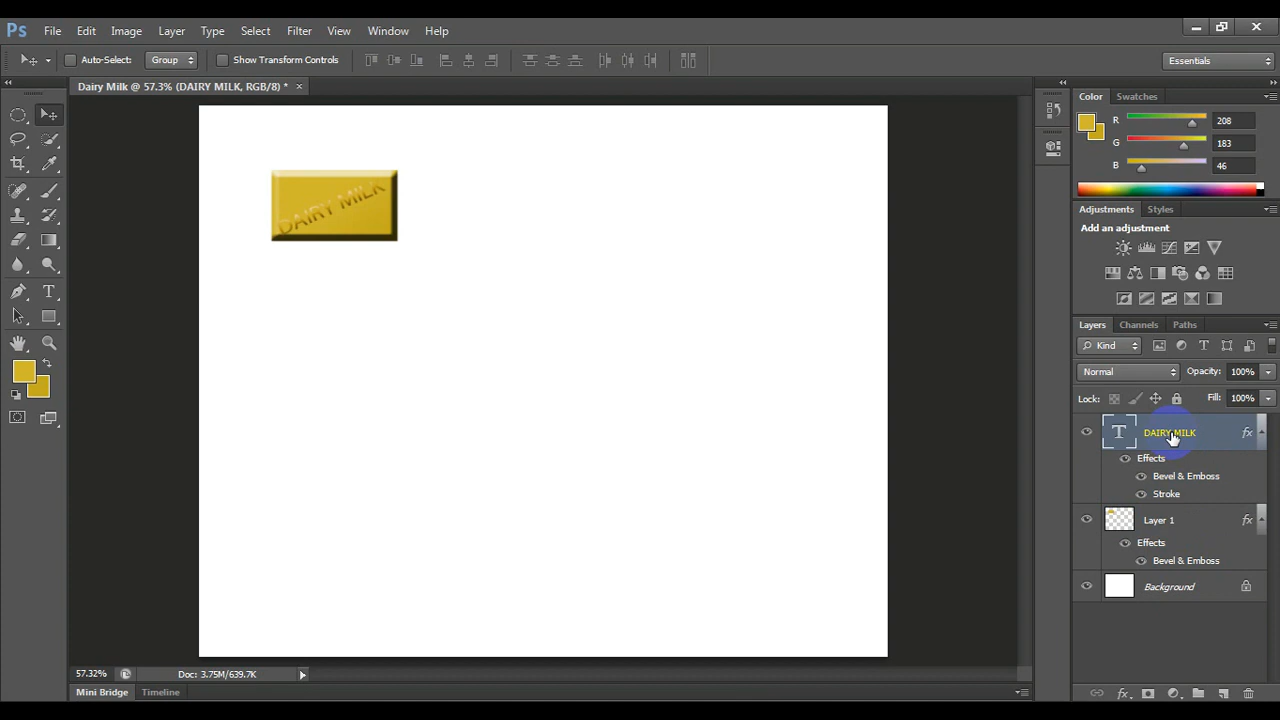 Ps File Edit Image Layer Type Select Filter View Window Help
Auto-Select: Group Show Transform Controls Essentials
Dairy Milk @ 57.3% (DAIRY MILK, RGB/8) * ×
Color Swatches
R 208
G 183
B 46
DAIRY MILK
Adjustments Styles
Add an adjustment
Layers Channels Paths
Kind
Normal Opacity: 100%
Lock: Fill: 100%
T DAIRY MILK fx
Effects
Bevel & Emboss
Stroke
Layer 1 fx
Effects
Bevel & Emboss
Background
57.32% Doc: 3.75M/639.7K
Mini Bridge Timeline
fx